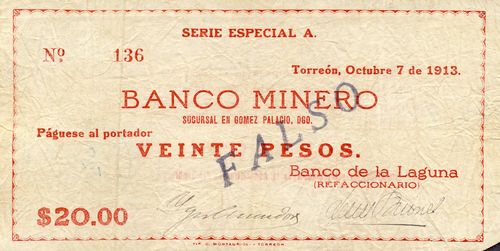 SERIE ESPECIAL A.
Nº 136
Torreón, Octubre 7 de 1913.
BANCO MINERO
SUCURSAL EN GOMEZ PALACIO, DGO.
Páguese al portador
FALSO
VEINTE PESOS.
Banco de la Laguna
(REFACCIONARIO)
$20.00